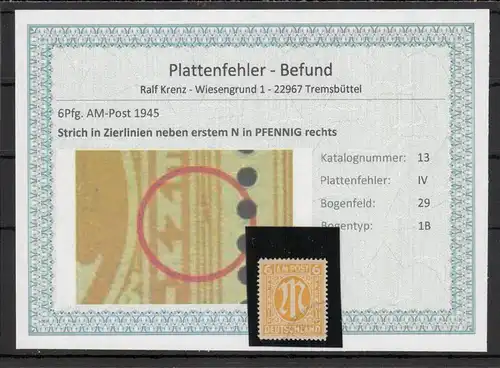 Plattenfehler - Befund
Ralf Krenz - Wiesengrund 1 - 22967 Tremsbüttel
6Pfg. AM-Post 1945
Strich in Zierlinien neben erstem N in PFENNIG rechts
Katalognummer: 13
Plattenfehler: IV
Bogenfeld: 29
Bogentyp: 1B
6 AM POST 6
M
DEUTSCHLAND